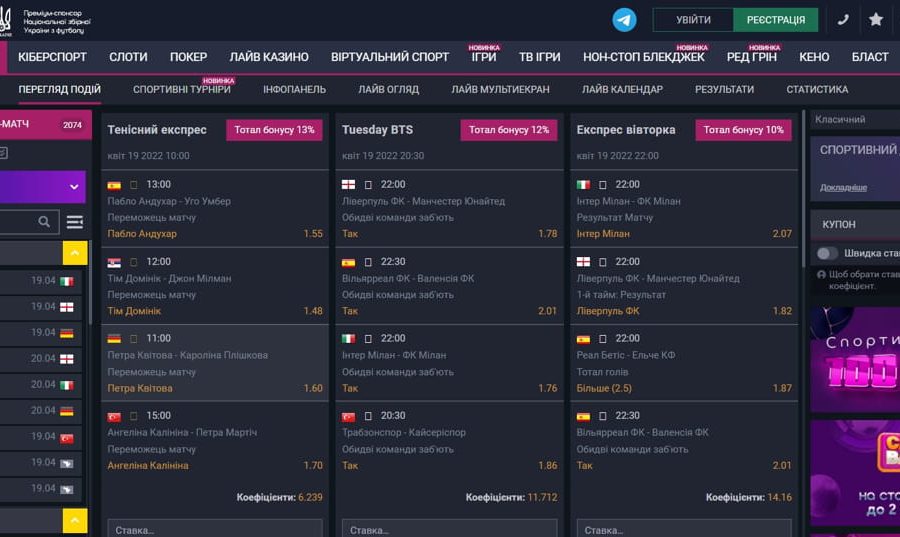 Преміум-спонсор
Національної збірної
України з футболу
УВІЙТИ
РЕЄСТРАЦІЯ
КІБЕРСПОРТ
СЛОТИ
ПОКЕР
ЛАЙВ КАЗИНО
ВІРТУАЛЬНИЙ СПОРТ
НОВИНКА
ІГРИ
ТВ ІГРИ
НОВИНКА
НОН-СТОП БЛЕКДЖЕК
НОВИНКА
РЕД ГРІН
КЕНО
БЛАСТ
ПЕРЕГЛЯД ПОДІЙ
НОВИНКА
СПОРТИВНІ ТУРНІРИ
ІНФОПАНЕЛЬ
ЛАЙВ ОГЛЯД
ЛАЙВ МУЛЬТИЕКРАН
ЛАЙВ КАЛЕНДАР
РЕЗУЛЬТАТИ
СТАТИСТИКА
-МАТЧ 2074
19.04
19.04
19.04
20.04
20.04
20.04
19.04
19.04
19.04
Тенісний експрес
Тотал бонусу 13%
квіт 19 2022 10:00
13:00
Пабло Андухар - Уго Умбер
Переможець матчу
Пабло Андухар 1.55
12:00
Тім Домінік - Джон Мілман
Переможець матчу
Тім Домінік 1.48
11:00
Петра Квітова - Кароліна Плішкова
Переможець матчу
Петра Квітова 1.60
15:00
Ангеліна Калініна - Петра Мартіч
Переможець матчу
Ангеліна Калініна 1.70
Коефіцієнти: 6.239
Ставка...
Tuesday BTS
Тотал бонусу 12%
квіт 19 2022 20:30
22:00
Ліверпуль ФК - Манчестер Юнайтед
Обидві команди заб'ють
Так 1.78
22:30
Вільярреал ФК - Валенсія ФК
Обидві команди заб'ють
Так 2.01
22:00
Інтер Мілан - ФК Мілан
Обидві команди заб'ють
Так 1.76
20:30
Трабзонспор - Кайсеріспор
Обидві команди заб'ють
Так 1.86
Коефіцієнти: 11.712
Ставка...
Експрес вівторка
Тотал бонусу 10%
квіт 19 2022 22:00
22:00
Інтер Мілан - ФК Мілан
Результат Матчу
Інтер Мілан 2.07
22:00
Ліверпуль ФК - Манчестер Юнайтед
1-й тайм: Результат
Ліверпуль ФК 1.82
22:00
Реал Бетіс - Ельче КФ
Тотал голів
Більше (2.5) 1.87
22:30
Вільярреал ФК - Валенсія ФК
Обидві команди заб'ють
Так 2.01
Коефіцієнти: 14.16
Ставка...
Класичний
СПОРТИВНИЙ
Докладніше
КУПОН
Швидка ста
Щоб обрати став
коефіцієнт.
Спорти
100
на сто
до 2